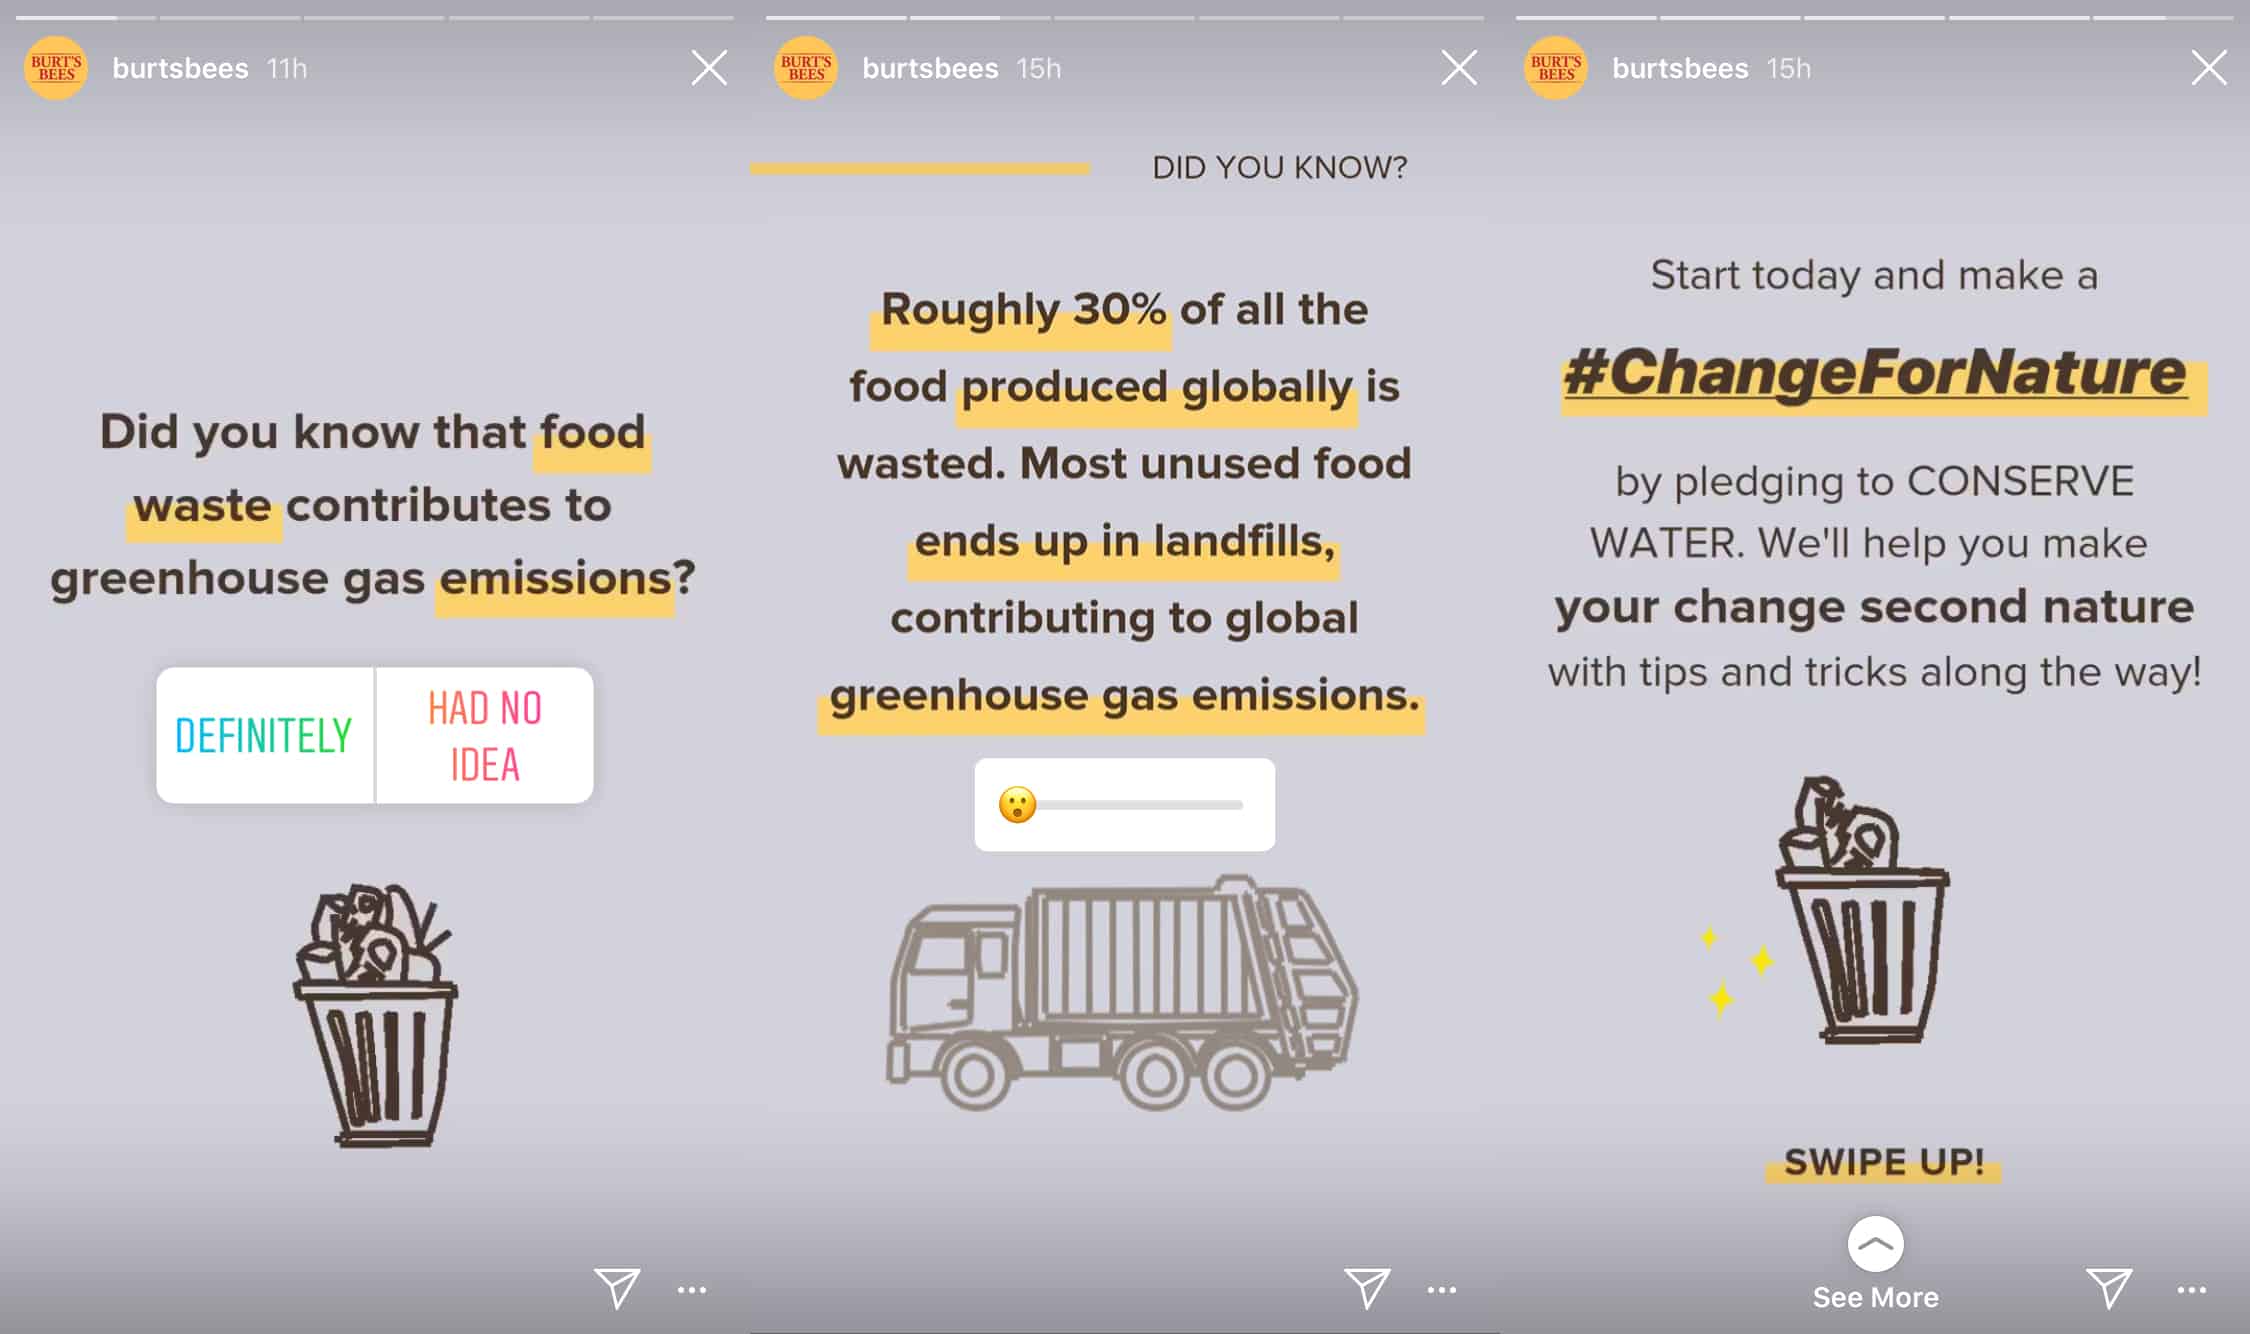 BURT'S
BEES
burtsbees 11h
Did you know that food
waste contributes to
greenhouse gas emissions?
DEFINITELY
HAD NO
IDEA
BURT'S
BEES
burtsbees 15h
DID YOU KNOW?
Roughly 30% of all the
food produced globally is
wasted. Most unused food
ends up in landfills,
contributing to global
greenhouse gas emissions.
BURT'S
BEES
burtsbees 15h
Start today and make a
#ChangeForNature
by pledging to CONSERVE
WATER. We'll help you make
your change second nature
with tips and tricks along the way!
SWIPE UP!
See More